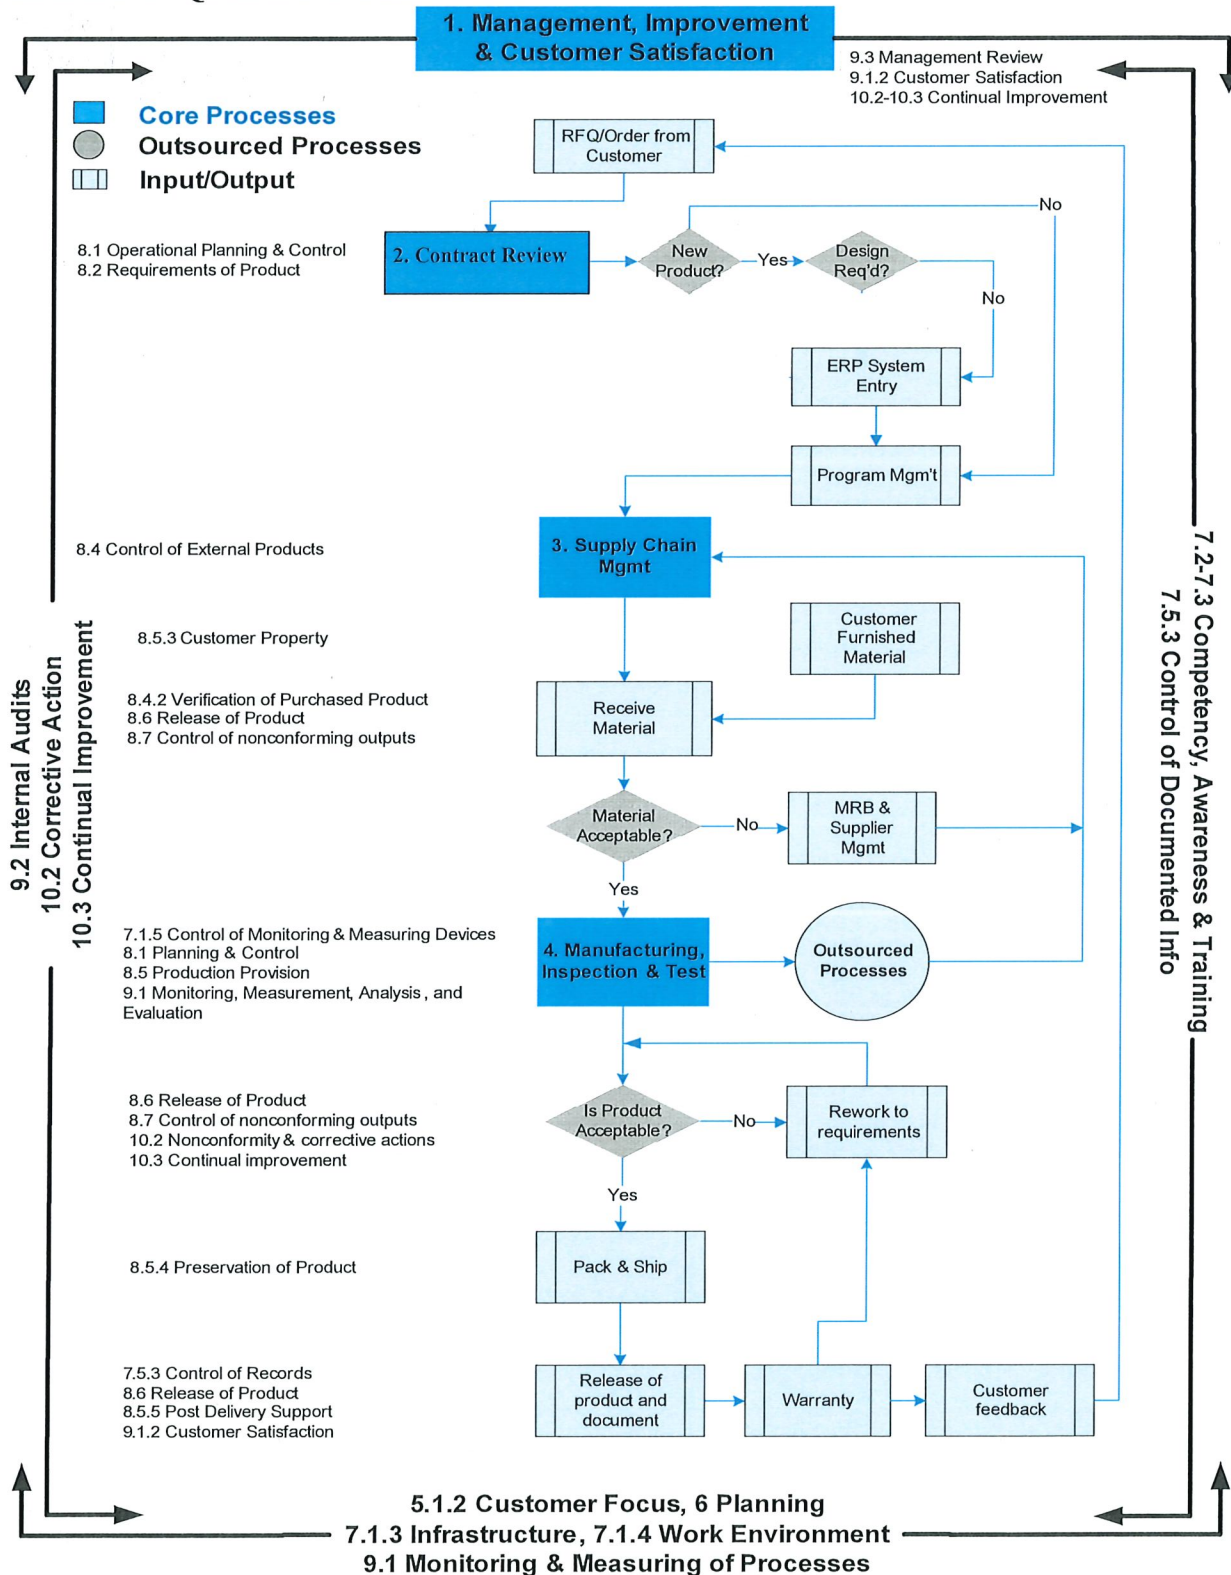 1. Management, Improvement
& Customer Satisfaction
9.3 Management Review
9.1.2 Customer Satisfaction
10.2-10.3 Continual Improvement
Core Processes
Outsourced Processes
Input/Output
RFQ/Order from
Customer
No
8.1 Operational Planning & Control
8.2 Requirements of Product
2. Contract Review
New
Product?
Yes
Design
Req'd?
No
ERP System
Entry
Program Mgm't
8.4 Control of External Products
3. Supply Chain
Mgmt
8.5.3 Customer Property
Customer
Furnished
Material
8.4.2 Verification of Purchased Product
8.6 Release of Product
8.7 Control of nonconforming outputs
Receive
Material
Material
Acceptable?
No
MRB &
Supplier
Mgmt
Yes
7.1.5 Control of Monitoring & Measuring Devices
8.1 Planning & Control
8.5 Production Provision
9.1 Monitoring, Measurement, Analysis, and
Evaluation
4. Manufacturing,
Inspection & Test
Outsourced
Processes
8.6 Release of Product
8.7 Control of nonconforming outputs
10.2 Nonconformity & corrective actions
10.3 Continual improvement
Is Product
Acceptable?
No
Rework to
requirements
Yes
8.5.4 Preservation of Product
Pack & Ship
7.5.3 Control of Records
8.6 Release of Product
8.5.5 Post Delivery Support
9.1.2 Customer Satisfaction
Release of
product and
document
Warranty
Customer
feedback
9.2 Internal Audits
10.2 Corrective Action
10.3 Continual Improvement
7.2-7.3 Competency, Awareness & Training
7.5.3 Control of Documented Info
5.1.2 Customer Focus, 6 Planning
7.1.3 Infrastructure, 7.1.4 Work Environment
9.1 Monitoring & Measuring of Processes